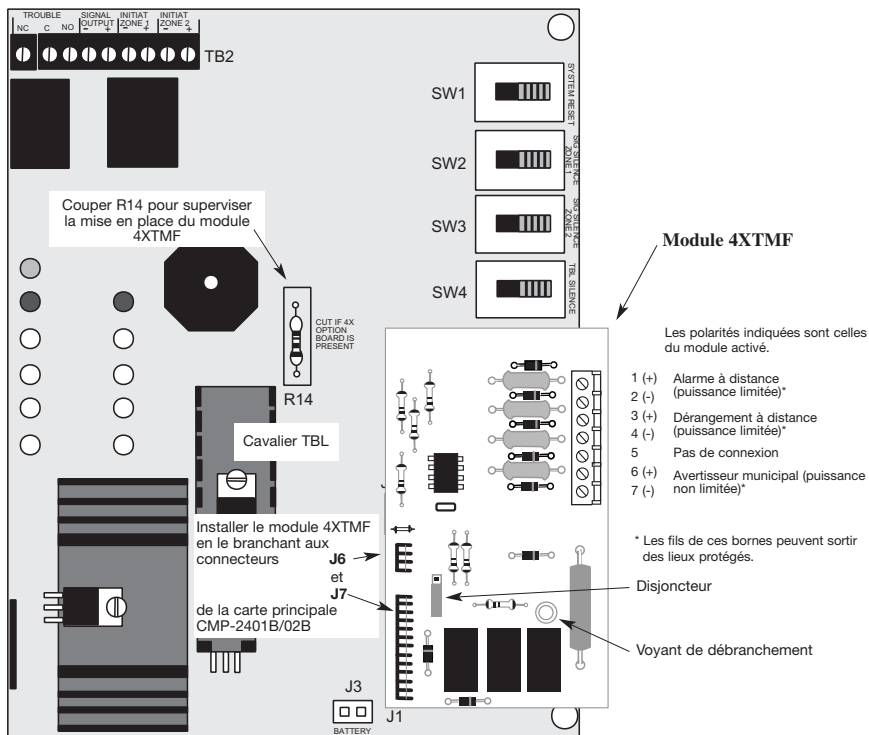 TROUBLE
NC C NO
SIGNAL
OUTPUT
- +
INITIAT
ZONE 1
- +
INITIAT
ZONE 2
- +
TB2
SW1
SYSTEM RESET
SW2
SIG SILENCE
ZONE 1
SW3
SIG SILENCE
ZONE 2
SW4
TBL SILENCE
Couper R14 pour superviser
la mise en place du module
4XTMF
CUT IF 4X
OPTION
BOARD IS
PRESENT
R14
Cavalier TBL
Installer le module 4XTMF
en le branchant aux
connecteurs J6
et
J7
de la carte principale
CMP-2401B/02B
J3
BATTERY
J1
Module 4XTMF
Les polarités indiquées sont celles
du module activé.
1 (+) Alarme à distance
2 (-) (puissance limitée)*
3 (+) Dérangement à distance
4 (-) (puissance limitée)*
5 Pas de connexion
6 (+) Avertisseur municipal (puissance
7 (-) non limitée)*
* Les fils de ces bornes peuvent sortir
des lieux protégés.
Disjoncteur
Voyant de débranchement